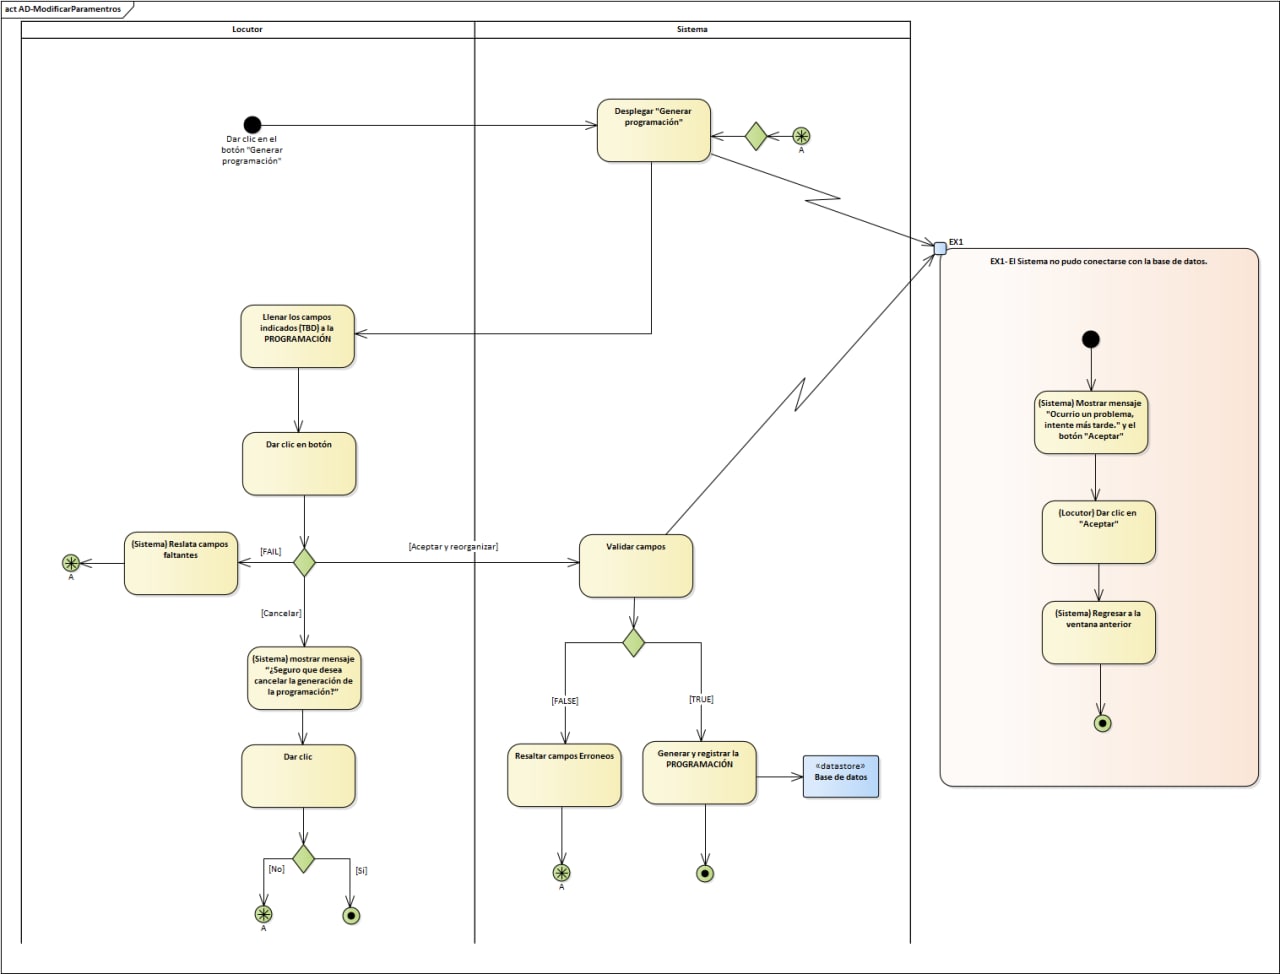 act AD-ModificarParamentros
Locutor
Sistema
Dar clic en el
botón "Generar
programación"
Desplegar "Generar
programación"
A
EX1
EX1- El Sistema no pudo conectarse con la base de datos.
Llenar los campos
indicados (TBD) a la
PROGRAMACIÓN
Dar clic en botón
(Sistema) Mostrar mensaje
"Ocurrio un problema,
intente más tarde." y el
botón "Aceptar"
(Locutor) Dar clic en
"Aceptar"
(Sistema) Regresar a la
ventana anterior
(Sistema) Reslata campos
faltantes
A
[FAIL]
[Aceptar y reorganizar]
Validar campos
[Cancelar]
(Sistema) mostrar mensaje
"¿Seguro que desea
cancelar la generación de
la programación?"
[FALSE]
[TRUE]
Dar clic
Resaltar campos Erroneos
Generar y registrar la
PROGRAMACIÓN
«datastore»
Base de datos
[No]
[Sí]
A
A